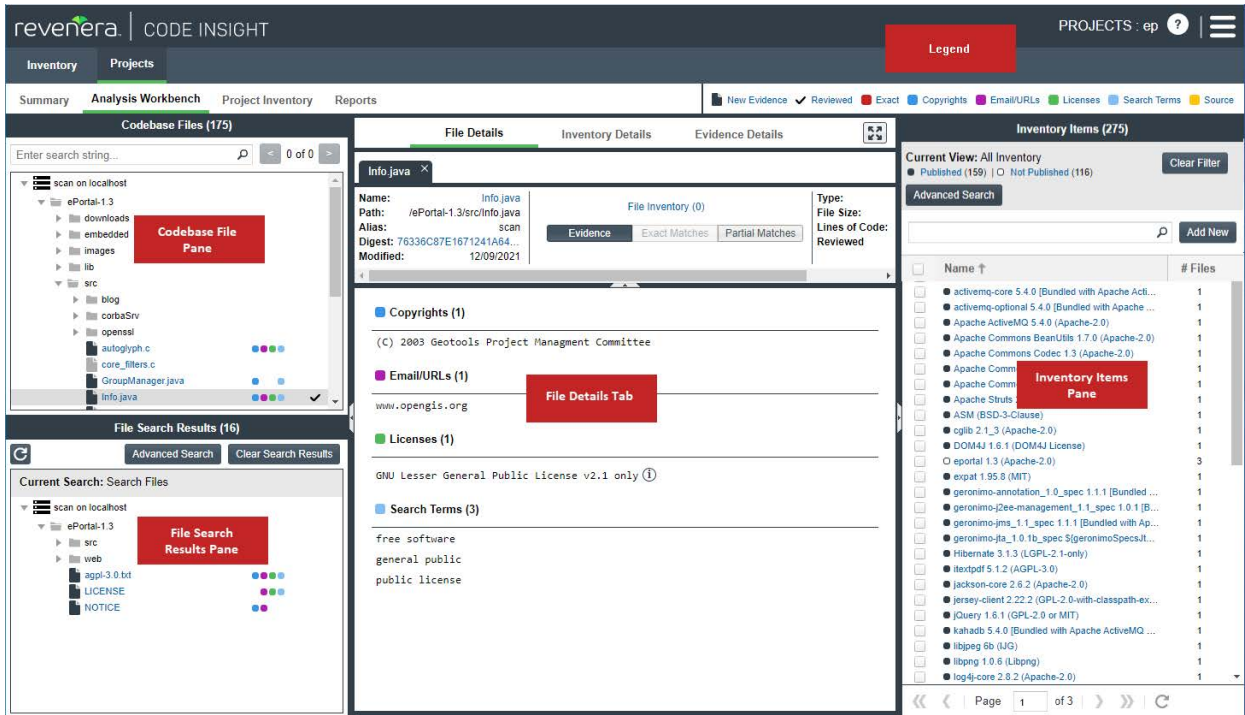 revenera. CODE INSIGHT
PROJECTS : ep ?
Legend
Inventory Projects
Summary Analysis Workbench Project Inventory Reports
New Evidence Reviewed Exact Copyrights Email/URLs Licenses Search Terms Source
Codebase Files (175)
Enter search string...
< 0 of 0 >
scan on localhost
ePortal-1.3
downloads
embedded
images
lib
src
blog
corbaSrv
openssl
autoglyph.c
core_filters.c
GroupManager.java
Info.java
Codebase File
Pane
File Search Results (16)
Advanced Search Clear Search Results
Current Search: Search Files
scan on localhost
ePortal-1.3
src
web
agpl-3.0.txt
LICENSE
NOTICE
File Search
Results Pane
File Details Inventory Details Evidence Details
Info.java ×
Name: Info.java
Path: /ePortal-1.3/src/Info.java
Alias: scan
Digest: 76336C87E1671241A64...
Modified: 12/09/2021
File Inventory (0)
Evidence Exact Matches Partial Matches
Type:
File Size:
Lines of Code:
Reviewed
Copyrights (1)
(C) 2003 Geotools Project Managment Committee
Email/URLs (1)
www.opengis.org
File Details Tab
Licenses (1)
GNU Lesser General Public License v2.1 only
Search Terms (3)
free software
general public
public license
Inventory Items (275)
Current View: All Inventory
Published (159) | Not Published (116)
Clear Filter
Advanced Search
Add New
Name # Files
activemq-core 5.4.0 [Bundled with Apache Acti... 1
activemq-optional 5.4.0 [Bundled with Apache ... 1
Apache ActiveMQ 5.4.0 (Apache-2.0) 1
Apache Commons BeanUtils 1.7.0 (Apache-2.0) 1
Apache Commons Codec 1.3 (Apache-2.0) 1
Apache Comm 1
Apache Comm 1
Apache Struts 1
ASM (BSD-3-Clause) 1
cglib 2.1_3 (Apache-2.0) 1
DOM4J 1.6.1 (DOM4J License) 1
eportal 1.3 (Apache-2.0) 3
expat 1.95.8 (MIT) 1
geronimo-annotation_1.0_spec 1.1.1 [Bundled ... 1
geronimo-j2ee-management_1.1_spec 1.0.1 [B... 1
geronimo-jms_1.1_spec 1.1.1 [Bundled with Ap... 1
geronimo-jta_1.0.1b_spec ${geronimoSpecsJt... 1
Hibernate 3.1.3 (LGPL-2.1-only) 1
itextpdf 5.1.2 (AGPL-3.0) 1
jackson-core 2.6.2 (Apache-2.0) 1
jersey-client 2.22.2 (GPL-2.0-with-classpath-ex... 1
jQuery 1.6.1 (GPL-2.0 or MIT) 1
kahadb 5.4.0 [Bundled with Apache ActiveMQ ... 1
libjpeg 6b (IJG) 1
libpng 1.0.6 (Libpng) 1
log4j-core 2.8.2 (Apache-2.0) 1
Inventory Items
Pane
Page 1 of 3